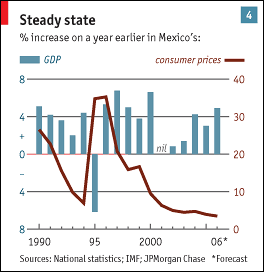 Steady state
4
% increase on a year earlier in Mexico's:
GDP
consumer prices
8
40
4
30
+
nil
0
20
-
4
10
8
0
1990
95
2000
06*
Sources: National statistics; IMF; JPMorgan Chase *Forecast